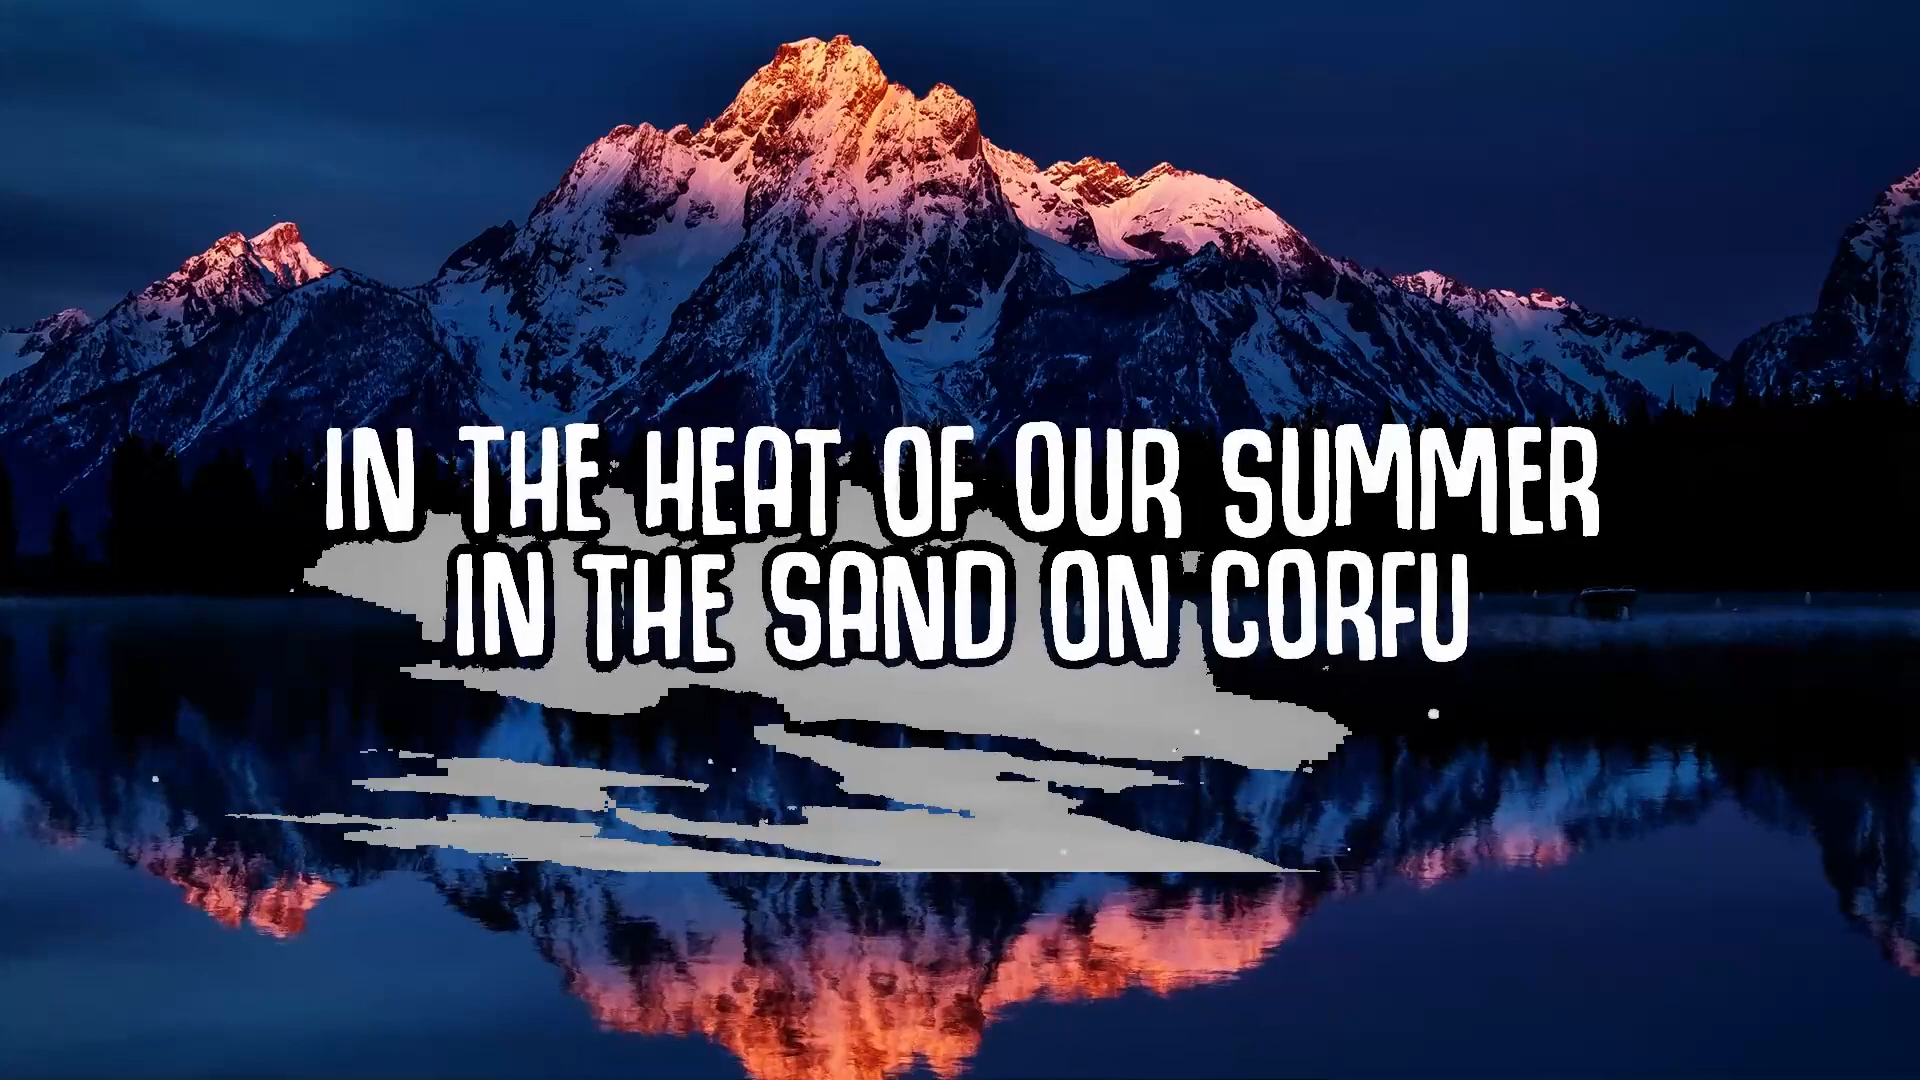 IN THE HEAT OF OUR SUMMER
IN THE SAND ON CORFU